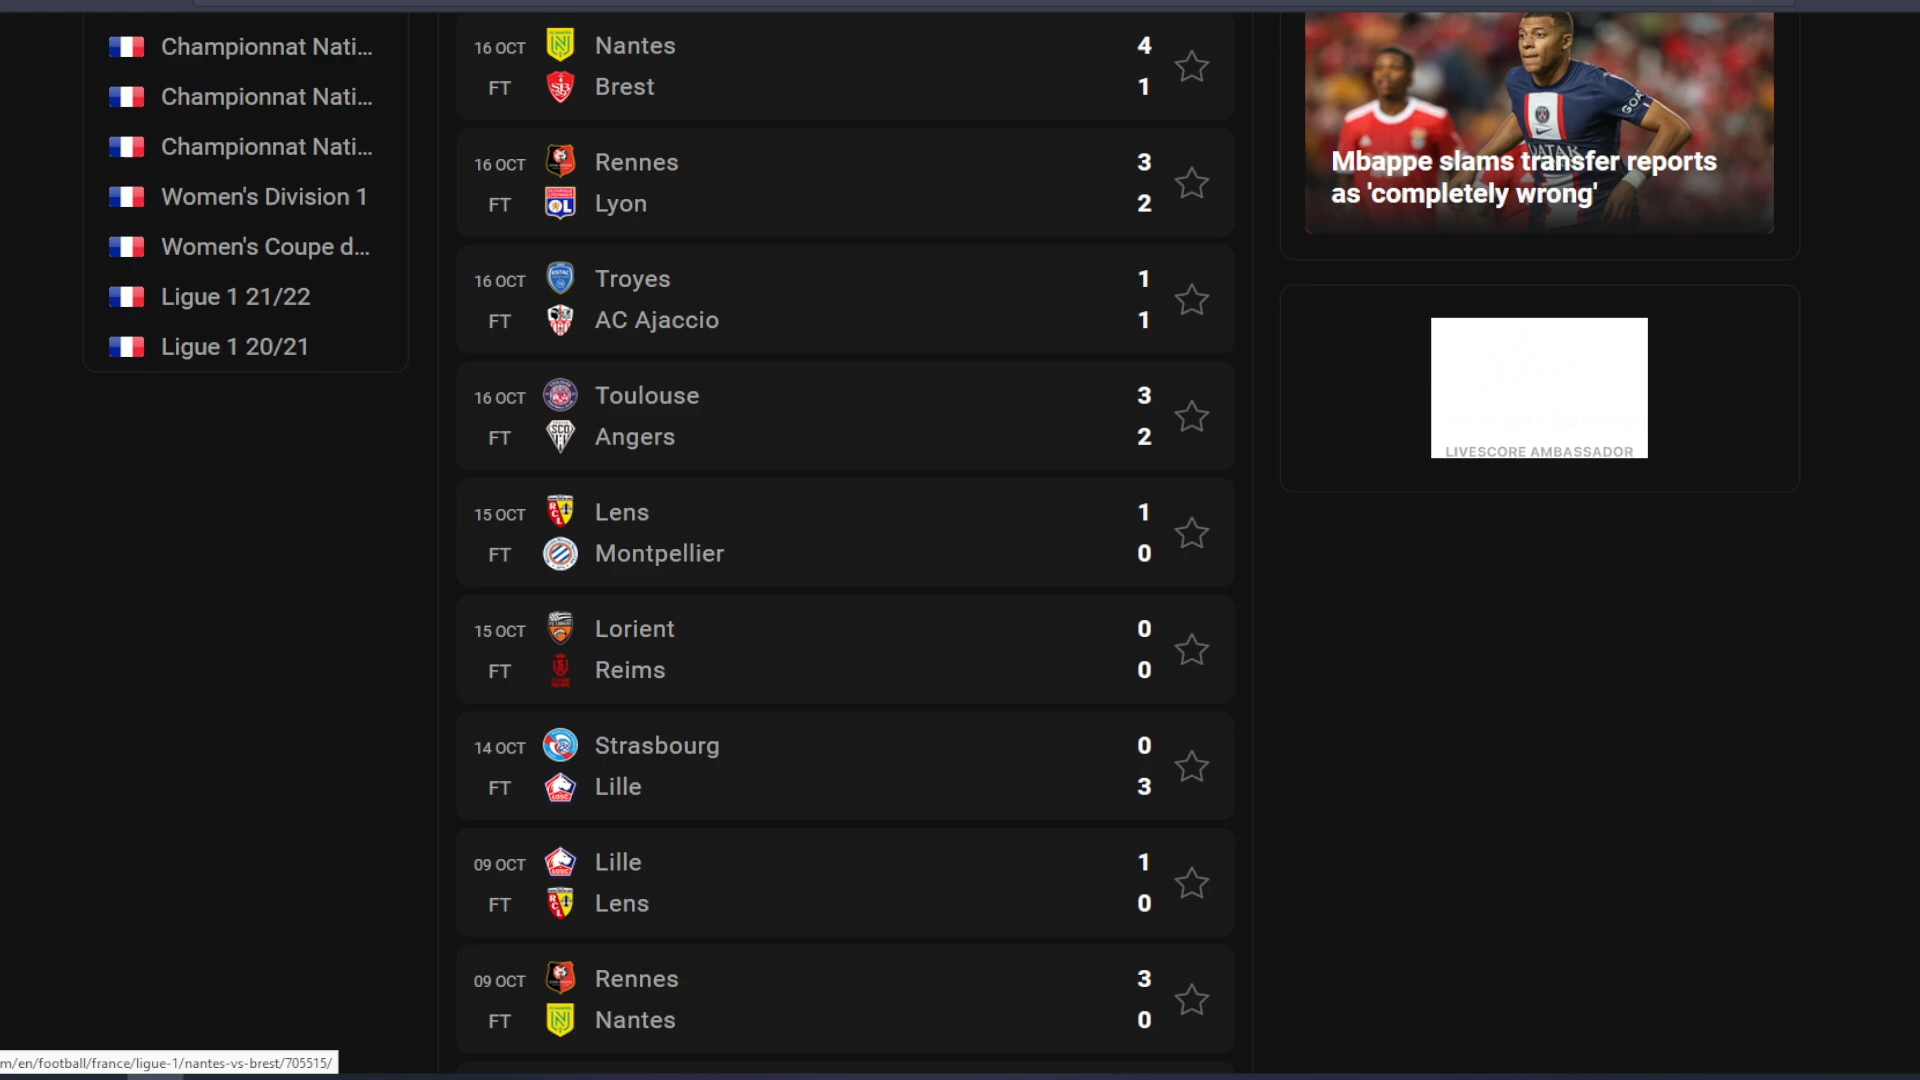 Championnat Nati...
Championnat Nati...
Championnat Nati...
Women's Division 1
Women's Coupe d...
Ligue 1 21/22
Ligue 1 20/21
16 OCT Nantes 4
FT Brest 1
16 OCT Rennes 3
FT Lyon 2
16 OCT Troyes 1
FT AC Ajaccio 1
16 OCT Toulouse 3
FT Angers 2
15 OCT Lens 1
FT Montpellier 0
15 OCT Lorient 0
FT Reims 0
14 OCT Strasbourg 0
FT Lille 3
09 OCT Lille 1
FT Lens 0
09 OCT Rennes 3
FT Nantes 0
Mbappe slams transfer reports
as 'completely wrong'
LIVESCORE AMBASSADOR
m/en/football/france/ligue-1/nantes-vs-brest/705515/